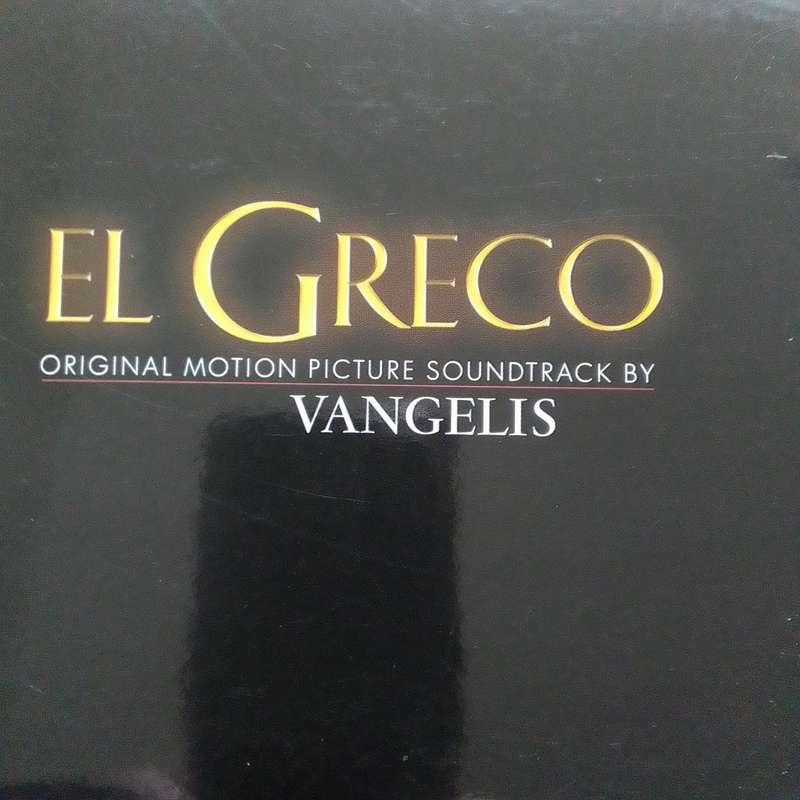 EL GRECO
ORIGINAL MOTION PICTURE SOUNDTRACK BY
VANGELIS